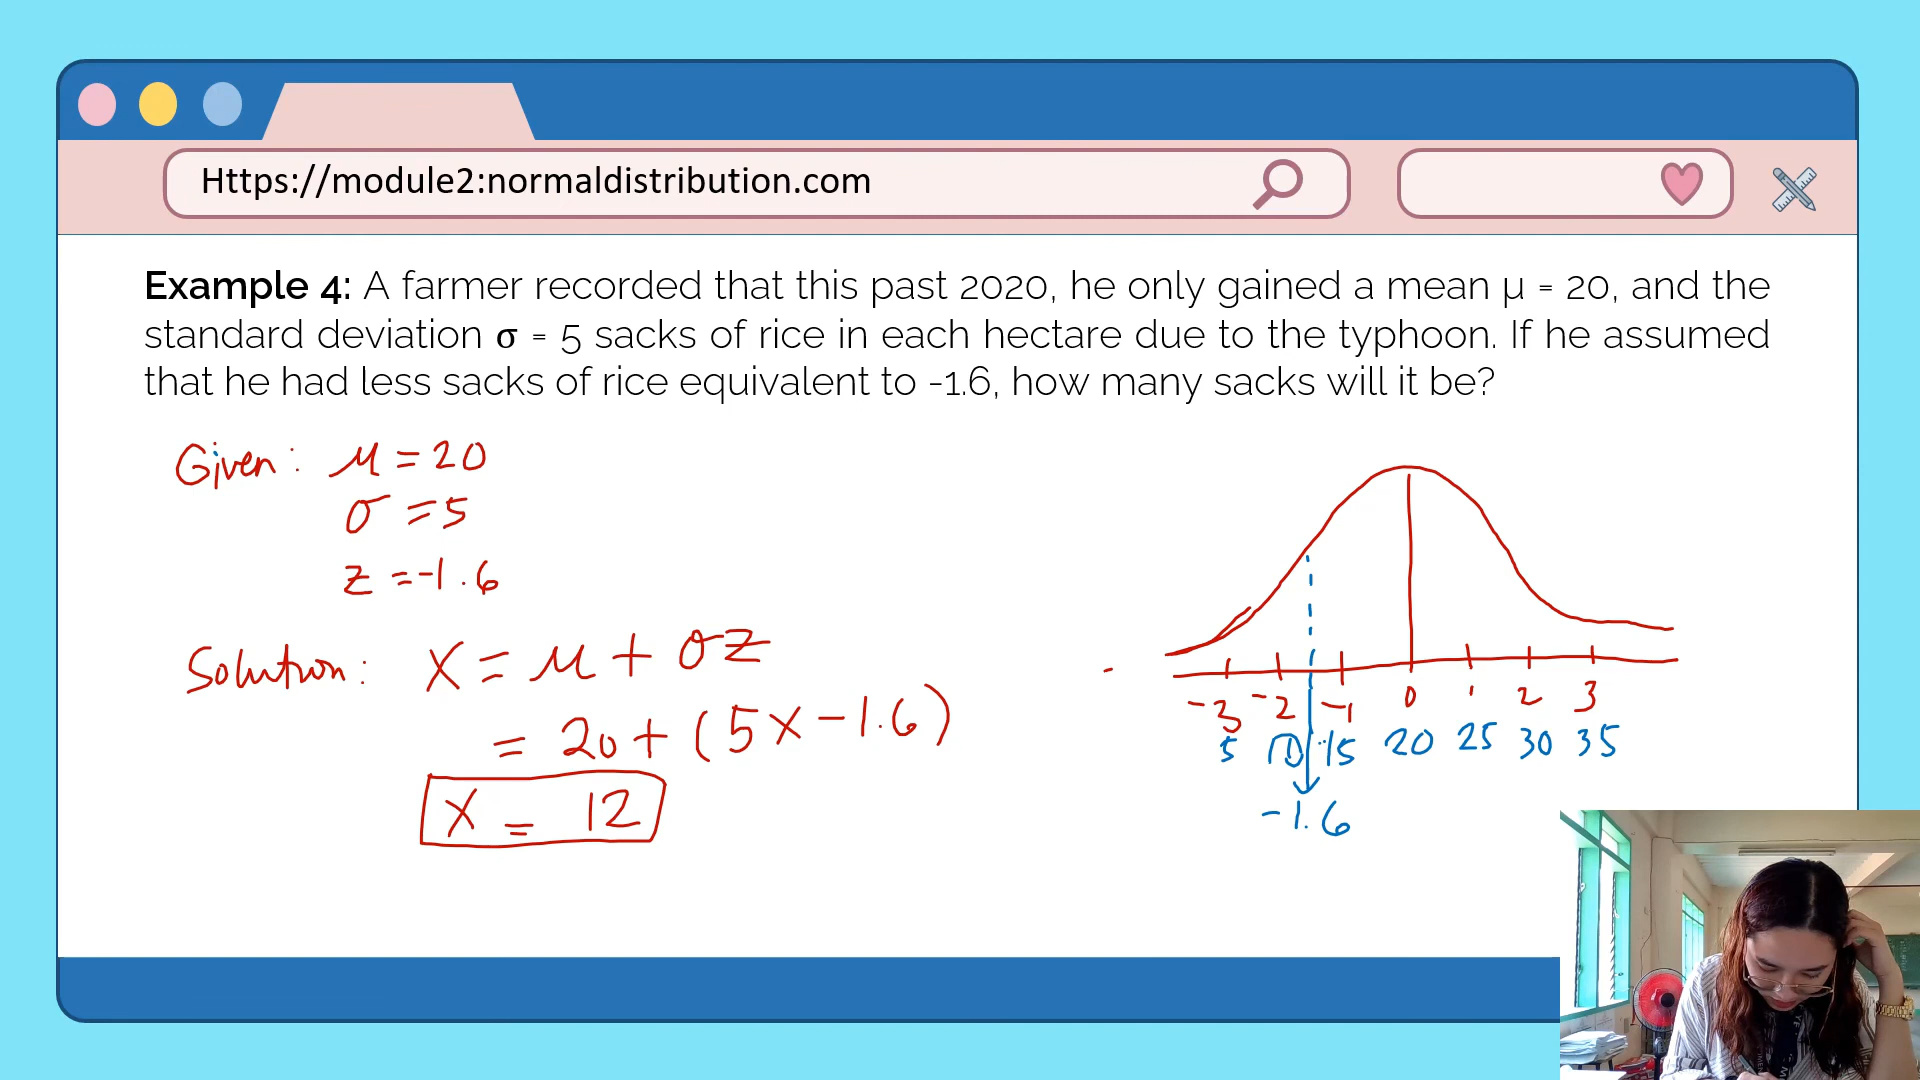 Https://module2:normaldistribution.com
Example 4: A farmer recorded that this past 2020, he only gained a mean µ = 20, and the
standard deviation σ = 5 sacks of rice in each hectare due to the typhoon. If he assumed
that he had less sacks of rice equivalent to -1.6, how many sacks will it be?
Given: μ = 20
σ = 5
z = -1.6
Solution: X = μ + σz
= 20 + (5x -1.6)
X = 12
-3 -2 -1 0 1 2 3
5 10 15 20 25 30 35
-1.6